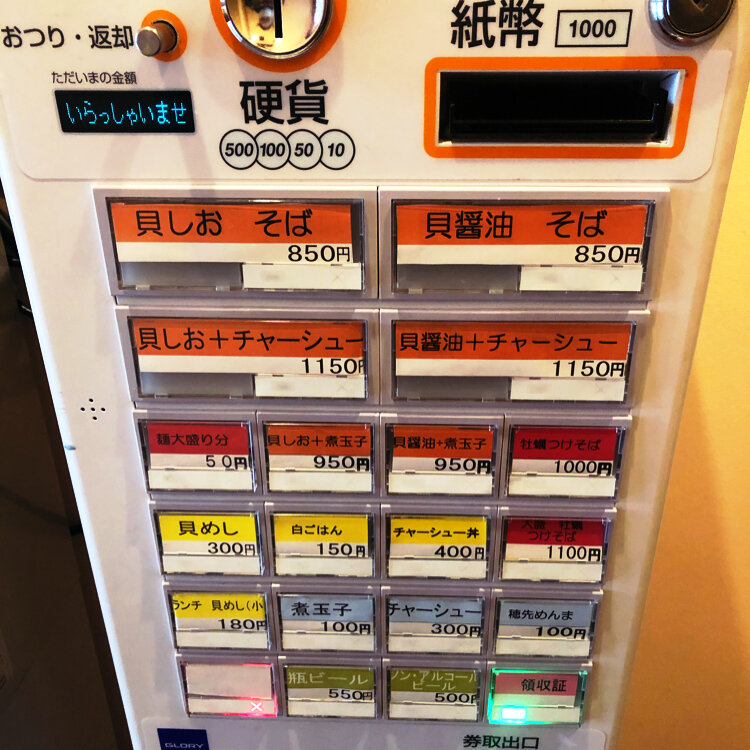 おつり・返却
紙幣 1000
ただいまの金額
いらっしゃいませ
硬貨
500 100 50 10
貝しお そば
850円
貝醤油 そば
850円
貝しお＋チャーシュー
1150円
貝醤油＋チャーシュー
1150円
麺大盛り分
50円
貝しお＋煮玉子
950円
貝醤油+煮玉子
950円
牡蠣つけそば
1000円
貝めし
300円
白ごはん
150円
チャーシュー丼
400円
大盛 牡蠣
つけそば
1100円
ランチ 貝めし(小
180円
煮玉子
100円
チャーシュー
300円
穂先めんま
100円
瓶ビール
550円
ノン・アルコール
ビール
500円
領収証
GLORY
券取出口